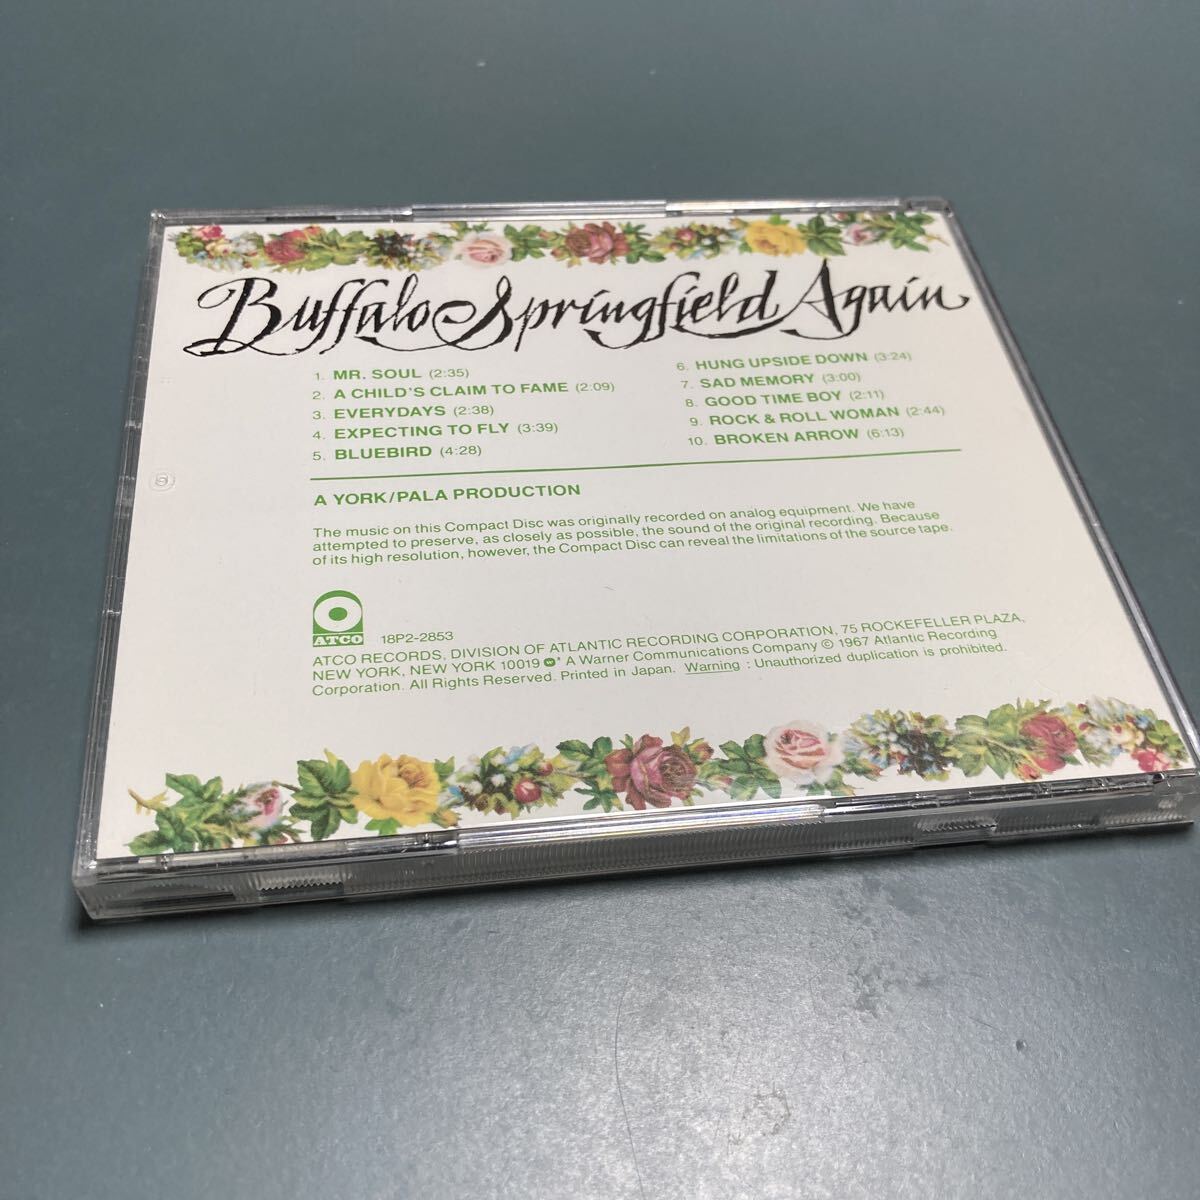 Buffalo Springfield Again
1. MR. SOUL (2:35)
2. A CHILD'S CLAIM TO FAME (2:09)
3. EVERYDAYS (2:38)
4. EXPECTING TO FLY (3:39)
5. BLUEBIRD (4:28)
6. HUNG UPSIDE DOWN (3:24)
7. SAD MEMORY (3:00)
8. GOOD TIME BOY (2:11)
9. ROCK & ROLL WOMAN (2:44)
10. BROKEN ARROW (6:13)
A YORK/PALA PRODUCTION
The music on this Compact Disc was originally recorded on analog equipment. We have
attempted to preserve, as closely as possible, the sound of the original recording. Because
of its high resolution, however, the Compact Disc can reveal the limitations of the source tape.
ATCO
18P2-2853
ATCO RECORDS, DIVISION OF ATLANTIC RECORDING CORPORATION, 75 ROCKEFELLER PLAZA,
NEW YORK, NEW YORK 10019 * A Warner Communications Company © 1967 Atlantic Recording
Corporation. All Rights Reserved. Printed in Japan. Warning : Unauthorized duplication is prohibited.